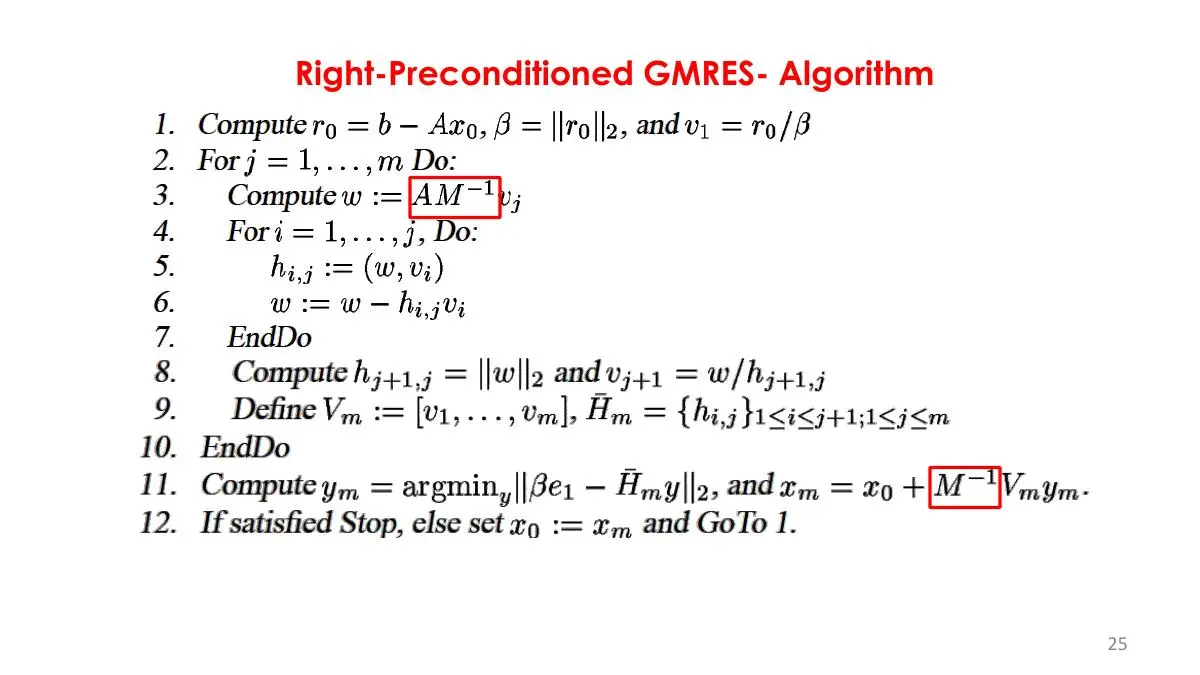 Right-Preconditioned GMRES- Algorithm
1. Compute r₀ = b − Ax₀, β = ||r₀||₂, and v₁ = r₀/β
2. For j = 1, . . . , m Do:
3. Compute w := AM⁻¹vⱼ
4. For i = 1, . . . , j, Do:
5. hᵢ,ⱼ := (w, vᵢ)
6. w := w − hᵢ,ⱼvᵢ
7. EndDo
8. Compute hⱼ₊₁,ⱼ = ||w||₂ and vⱼ₊₁ = w/hⱼ₊₁,ⱼ
9. Define Vₘ := [v₁, . . . , vₘ], H̄ₘ = {hᵢ,ⱼ}₁≤ᵢ≤ⱼ₊₁;₁≤ⱼ≤ₘ
10. EndDo
11. Compute yₘ = argmin_y||βe₁ − H̄ₘy||₂, and xₘ = x₀ + M⁻¹Vₘyₘ.
12. If satisfied Stop, else set x₀ := xₘ and GoTo 1.
25